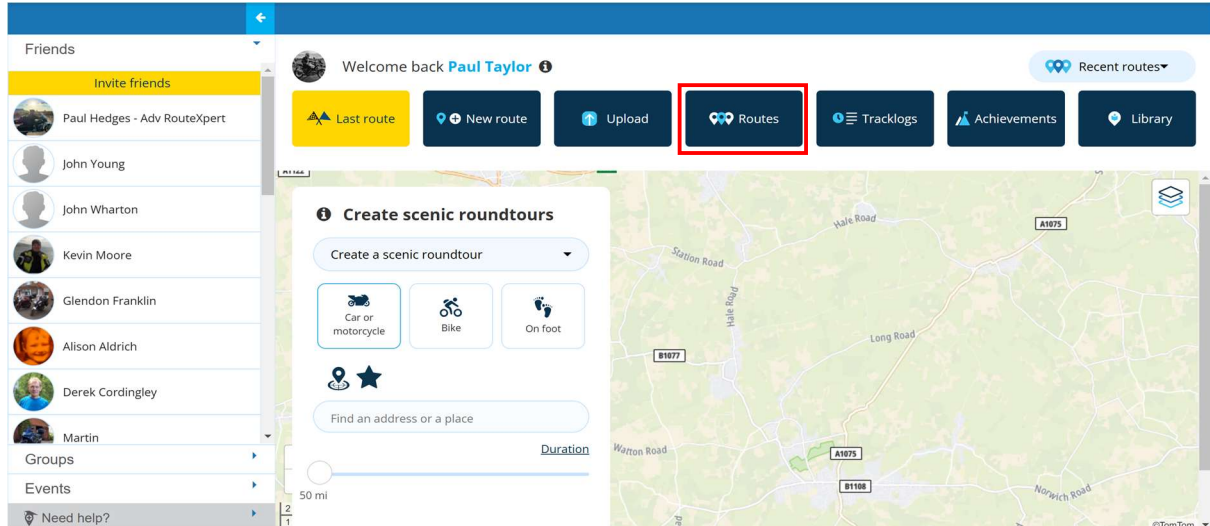 Friends
Invite friends
Paul Hedges - Adv RouteXpert
John Young
John Wharton
Kevin Moore
Glendon Franklin
Alison Aldrich
Derek Cordingley
Martin
Groups
Events
Need help?
Welcome back Paul Taylor
Recent routes
Last route
New route
Upload
Routes
Tracklogs
Achievements
Library
Create scenic roundtours
Create a scenic roundtour
Car or
motorcycle
Bike
On foot
Find an address or a place
Duration
50 mi
2
1
A1122
Hale Road
A1075
Station Road
Hale Road
Long Road
B1077
Watton Road
A1075
B1108
Norwich Road
©TomTom